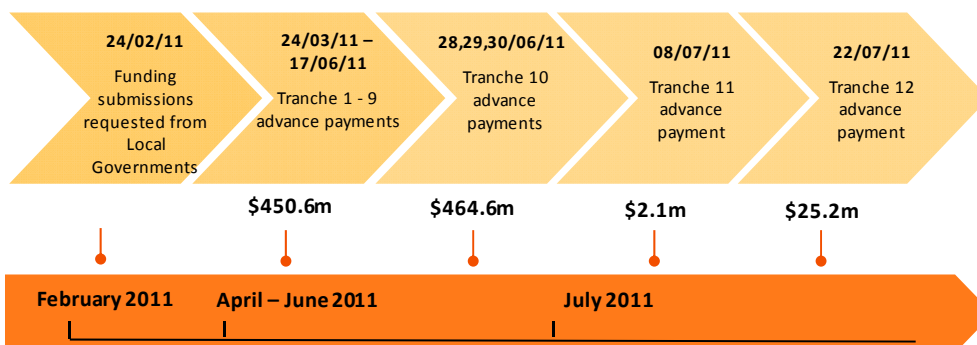 24/02/11
Funding
submissions
requested from
Local
Governments
24/03/11 –
17/06/11
Tranche 1 - 9
advance payments
28,29,30/06/11
Tranche 10
advance
payments
08/07/11
Tranche 11
advance
payment
22/07/11
Tranche 12
advance
payment
$450.6m
$464.6m
$2.1m
$25.2m
February 2011
April – June 2011
July 2011